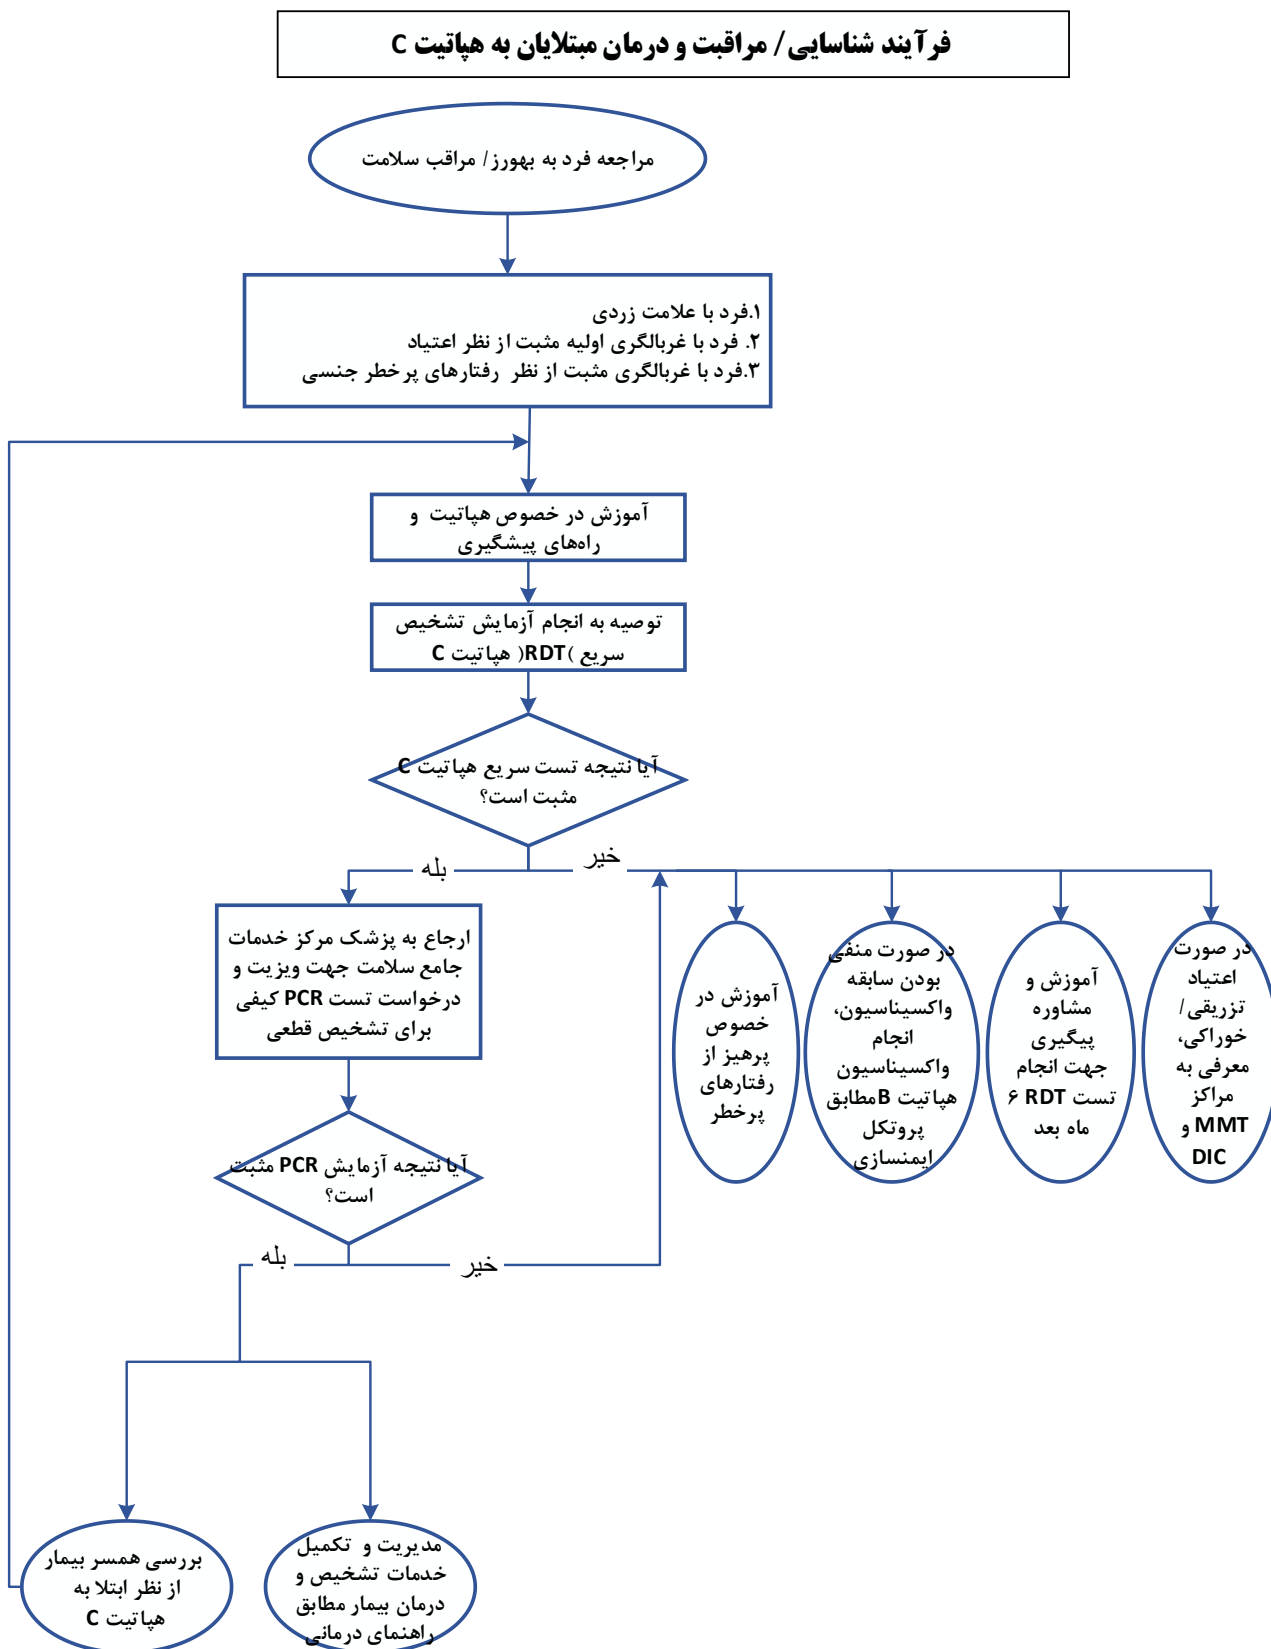 فرآیند شناسایی/ مراقبت و درمان مبتلایان به هپاتیت C
مراجعه فرد به بهورز/ مراقب سلامت
۱.فرد با علامت زردی
۲. فرد با غربالگری اولیه مثبت از نظر اعتیاد
۳.فرد با غربالگری مثبت از نظر رفتارهای پرخطر جنسی
آموزش در خصوص هپاتیت و
راه‌های پیشگیری
توصیه به انجام آزمایش تشخیص
سریع )RDT( هپاتیت C
آیا نتیجه تست سریع هپاتیت C
مثبت است؟
خیر
بله
ارجاع به پزشک مرکز خدمات
جامع سلامت جهت ویزیت و
درخواست تست PCR کیفی
برای تشخیص قطعی
در صورت
اعتیاد
تزریقی/
خوراکی،
معرفی به
مراکز
MMT و
DIC
آموزش و
مشاوره
پیگیری
جهت انجام
تست RDT ۶
ماه بعد
در صورت منفی
بودن سابقه
واکسیناسیون،
انجام
واکسیناسیون
هپاتیت Bمطابق
پروتکل
ایمنسازی
آموزش در
خصوص
پرهیز از
رفتارهای
پرخطر
آیا نتیجه آزمایش PCR مثبت
است؟
خیر
بله
مدیریت و تکمیل
خدمات تشخیص و
درمان بیمار مطابق
راهنمای درمانی
بررسی همسر بیمار
از نظر ابتلا به
هپاتیت C